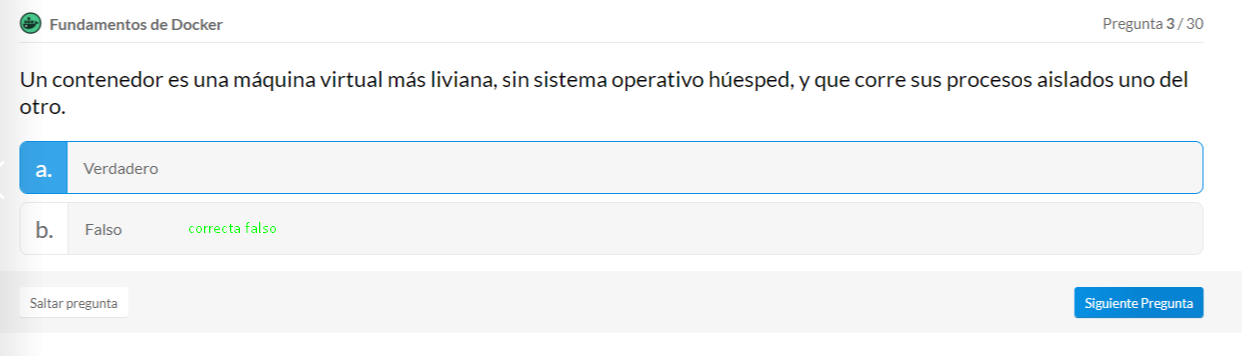 Fundamentos de Docker
Pregunta 3 / 30
Un contenedor es una máquina virtual más liviana, sin sistema operativo húesped, y que corre sus procesos aislados uno del
otro.
a. Verdadero
b. Falso correcta falso
Saltar pregunta
Siguiente Pregunta